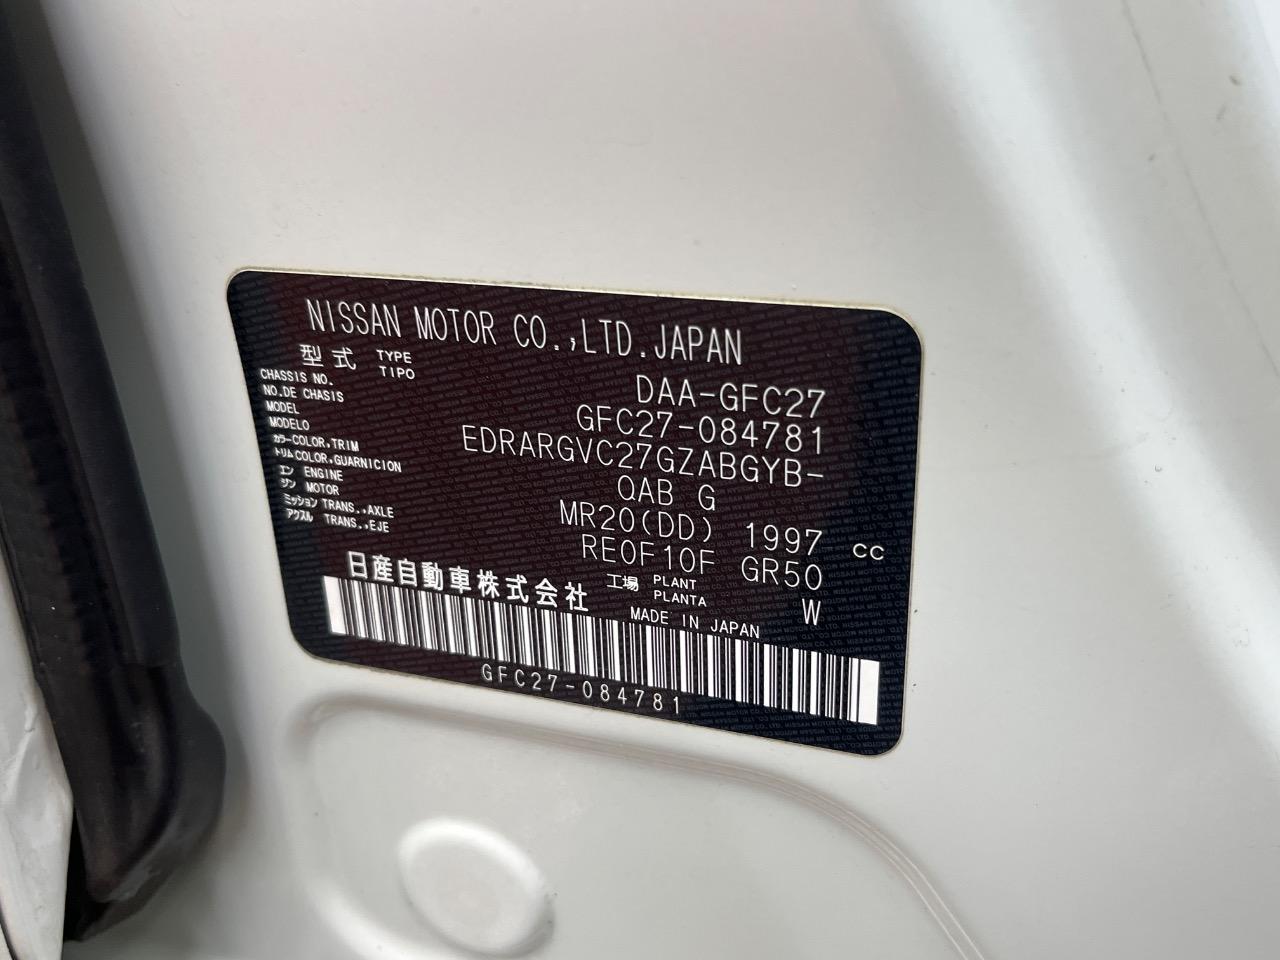 NISSAN MOTOR CO.,LTD.JAPAN
型式 TYPE TIPO DAA-GFC27
CHASSIS NO. NO.DE CHASIS GFC27-084781
MODEL MODELO EDRARGVC27GZABGYB-
カラー・COLOR,TRIM トリム COLOR,GUARNICION QAB G
エンジン ENGINE MOTOR MR20(DD) 1997 cc
ミッション TRANS.,AXLE アクスル TRANS.,EJE RE0F10F GR50
日産自動車株式会社 工場 PLANT PLANTA W
MADE IN JAPAN
GFC27-084781